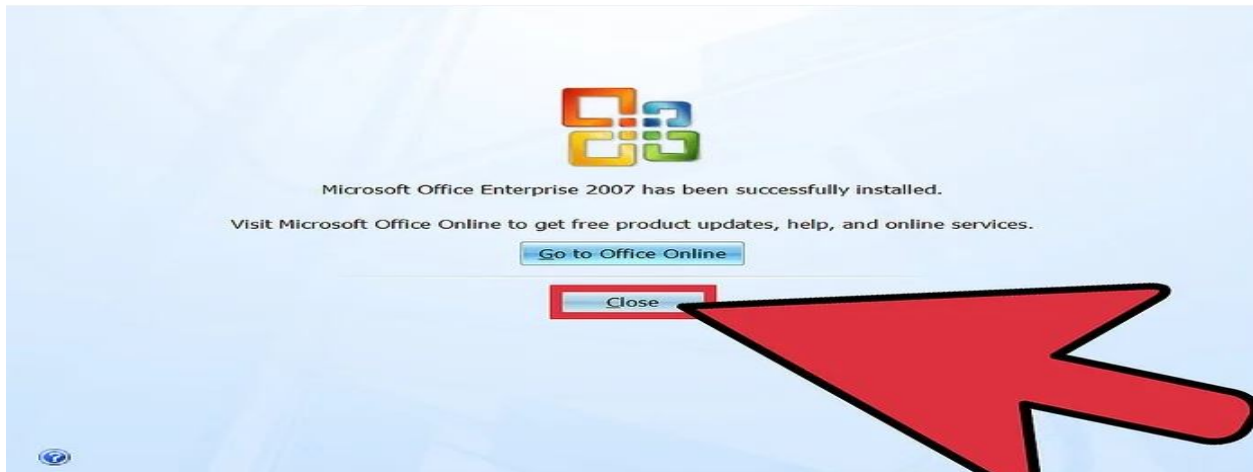 Microsoft Office Enterprise 2007 has been successfully installed.
Visit Microsoft Office Online to get free product updates, help, and online services.
Go to Office Online
Close
?